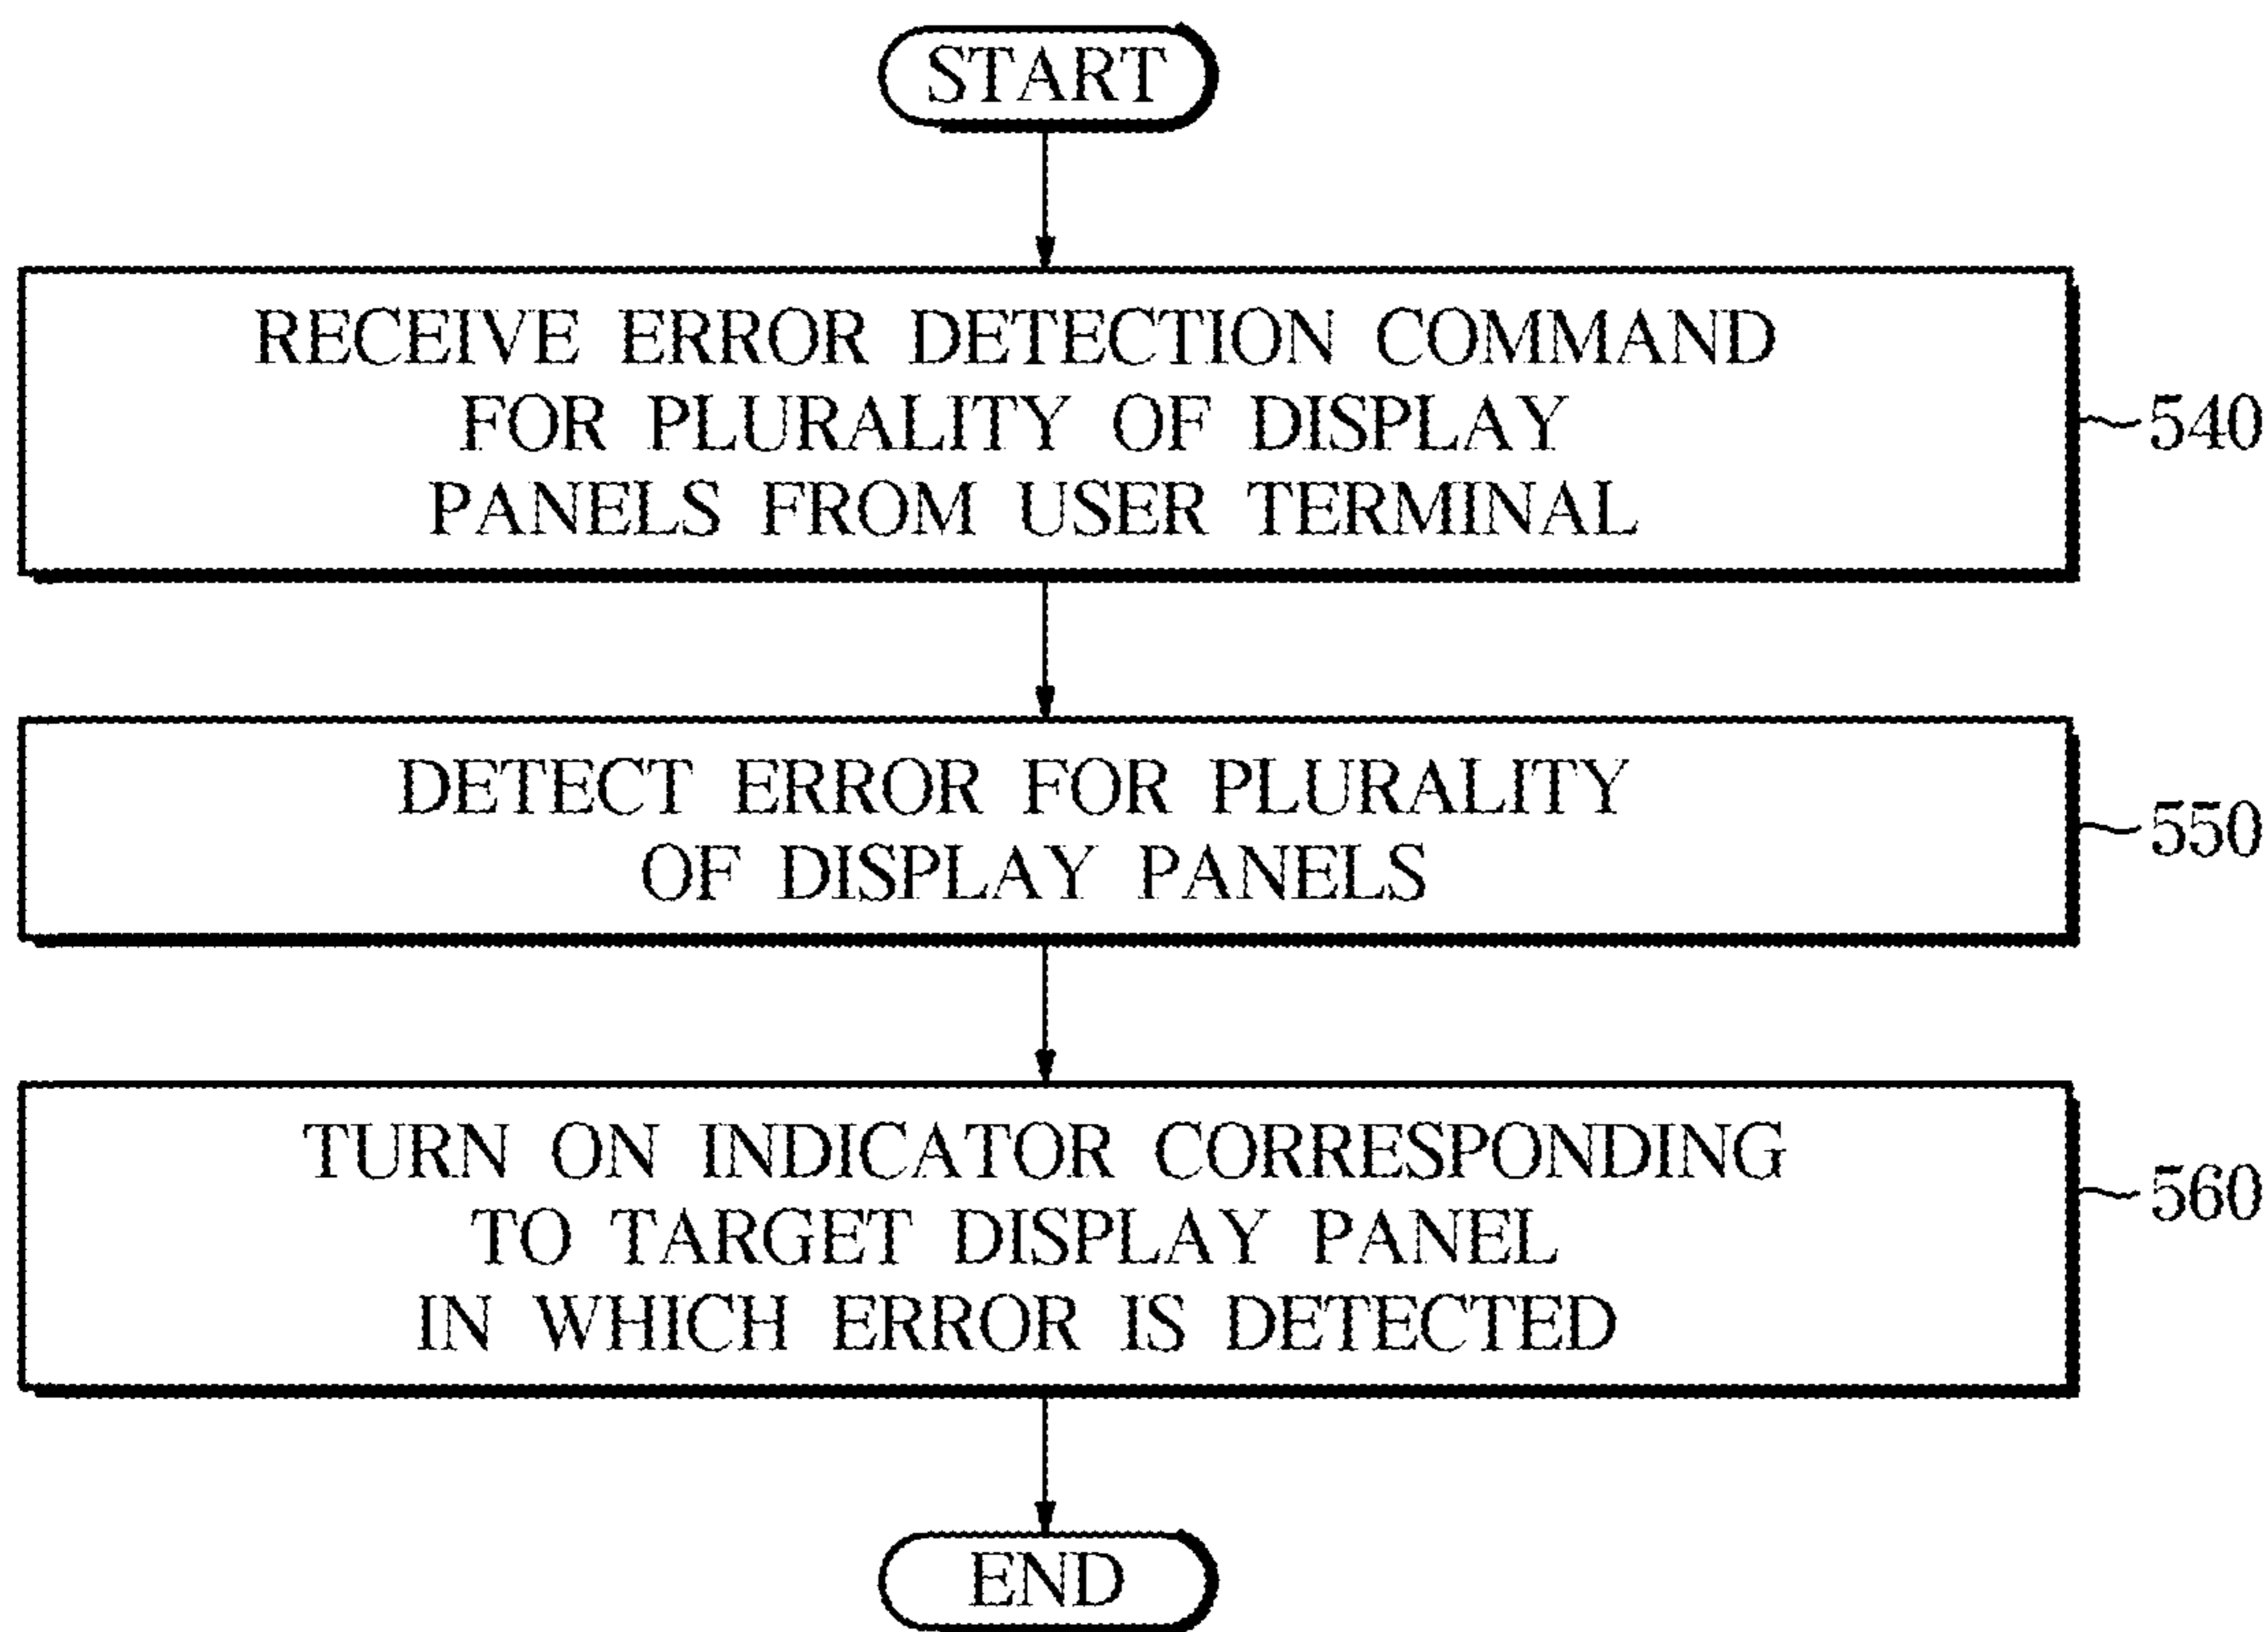 START
RECEIVE ERROR DETECTION COMMAND
FOR PLURALITY OF DISPLAY
PANELS FROM USER TERMINAL
540
DETECT ERROR FOR PLURALITY
OF DISPLAY PANELS
550
TURN ON INDICATOR CORRESPONDING
TO TARGET DISPLAY PANEL
IN WHICH ERROR IS DETECTED
560
END